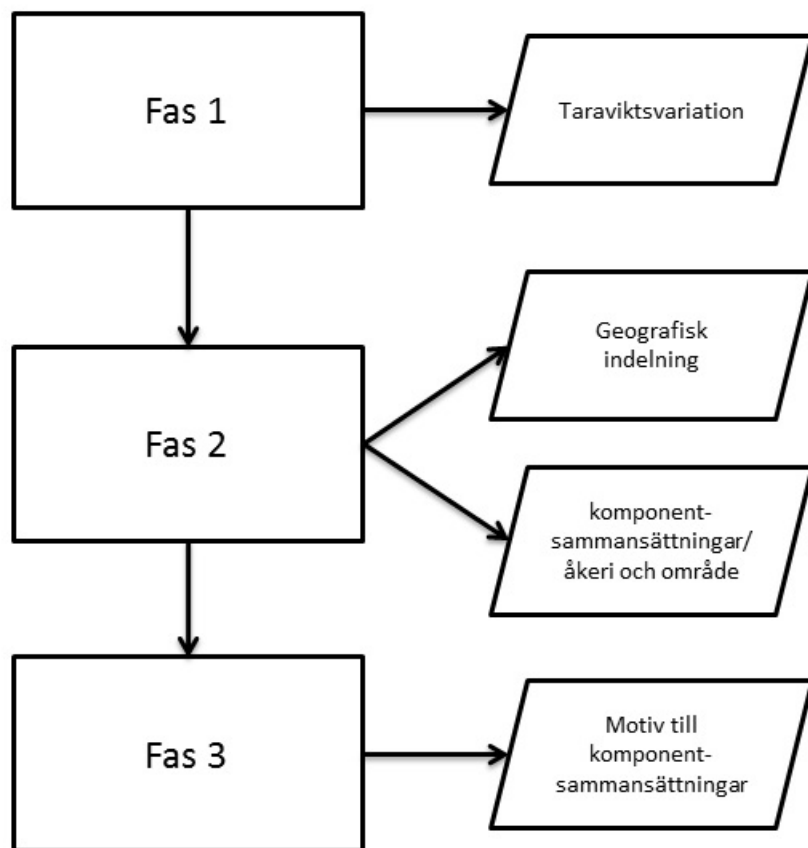 Fas 1
Taraviktsvariation
Geografisk
indelning
Fas 2
komponent-
sammansättningar/
åkeri och område
Fas 3
Motiv till
komponent-
sammansättningar